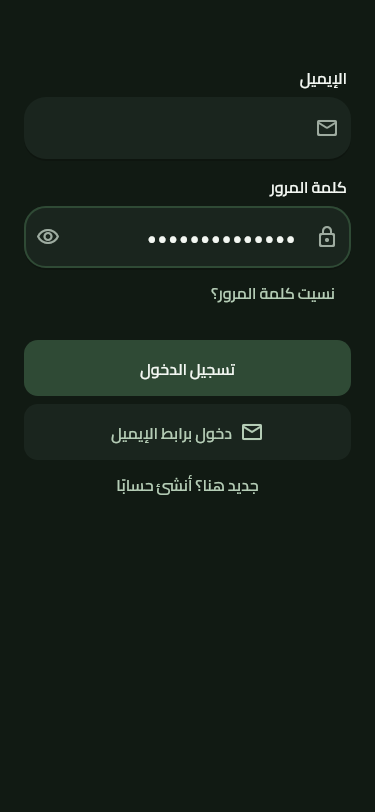 الإيميل
كلمة المرور
••••••••••••••
نسيت كلمة المرور؟
تسجيل الدخول
دخول برابط الإيميل
جديد هنا؟ أنشئ حسابًا